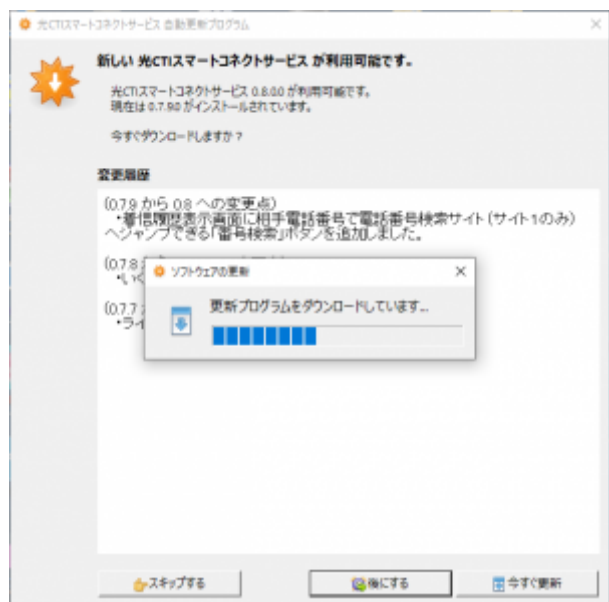 光CTIスマートコネクトサービス 自動更新プログラム
新しい 光CTIスマートコネクトサービス が利用可能です。
光CTIスマートコネクトサービス 0.8.0.0 が利用可能です。
現在は 0.7.9.0 がインストールされています。
今すぐダウンロードしますか？
変更履歴
(0.7.9 から 0.8 への変更点)
・着信履歴表示画面に相手電話番号で電話番号検索サイト (サイト1のみ)
へジャンプできる「番号検索」ボタンを追加しました。
(0.7.8
・いく
(0.7.7
・ライ
ソフトウェアの更新
更新プログラムをダウンロードしています...
スキップする
後にする
今すぐ更新